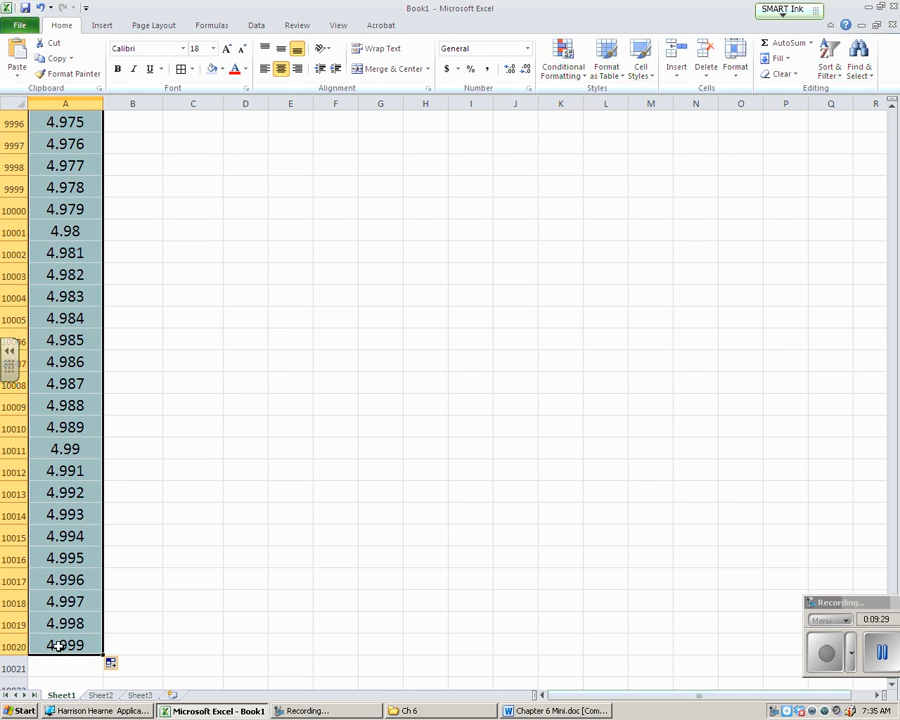 Book1 - Microsoft Excel
SMART Ink
File Home Insert Page Layout Formulas Data Review View Acrobat
Paste
Cut
Copy
Format Painter
Clipboard
Calibri 18 A A
B I U A
Font
Wrap Text
Merge & Center
Alignment
General
$ % ,
Number
Conditional Formatting
Format as Table
Cell Styles
Styles
Insert Delete Format
Cells
AutoSum
Fill
Clear
Sort & Filter
Find & Select
Editing
A B C D E F G H I J K L M N O P Q R
9996 4.975
9997 4.976
9998 4.977
9999 4.978
10000 4.979
10001 4.98
10002 4.981
10003 4.982
10004 4.983
10005 4.984
4.985
4.986
10008 4.987
10009 4.988
10010 4.989
10011 4.99
10012 4.991
10013 4.992
10014 4.993
10015 4.994
10016 4.995
10017 4.996
10018 4.997
10019 4.998
10020 4.999
10021
Recording...
Menu 0:09:29
Sheet1 Sheet2 Sheet3
Start Harrison Hearne Applica... Microsoft Excel - Book1 Recording... Ch 6 Chapter 6 Mini.doc [Com... 7:35 AM